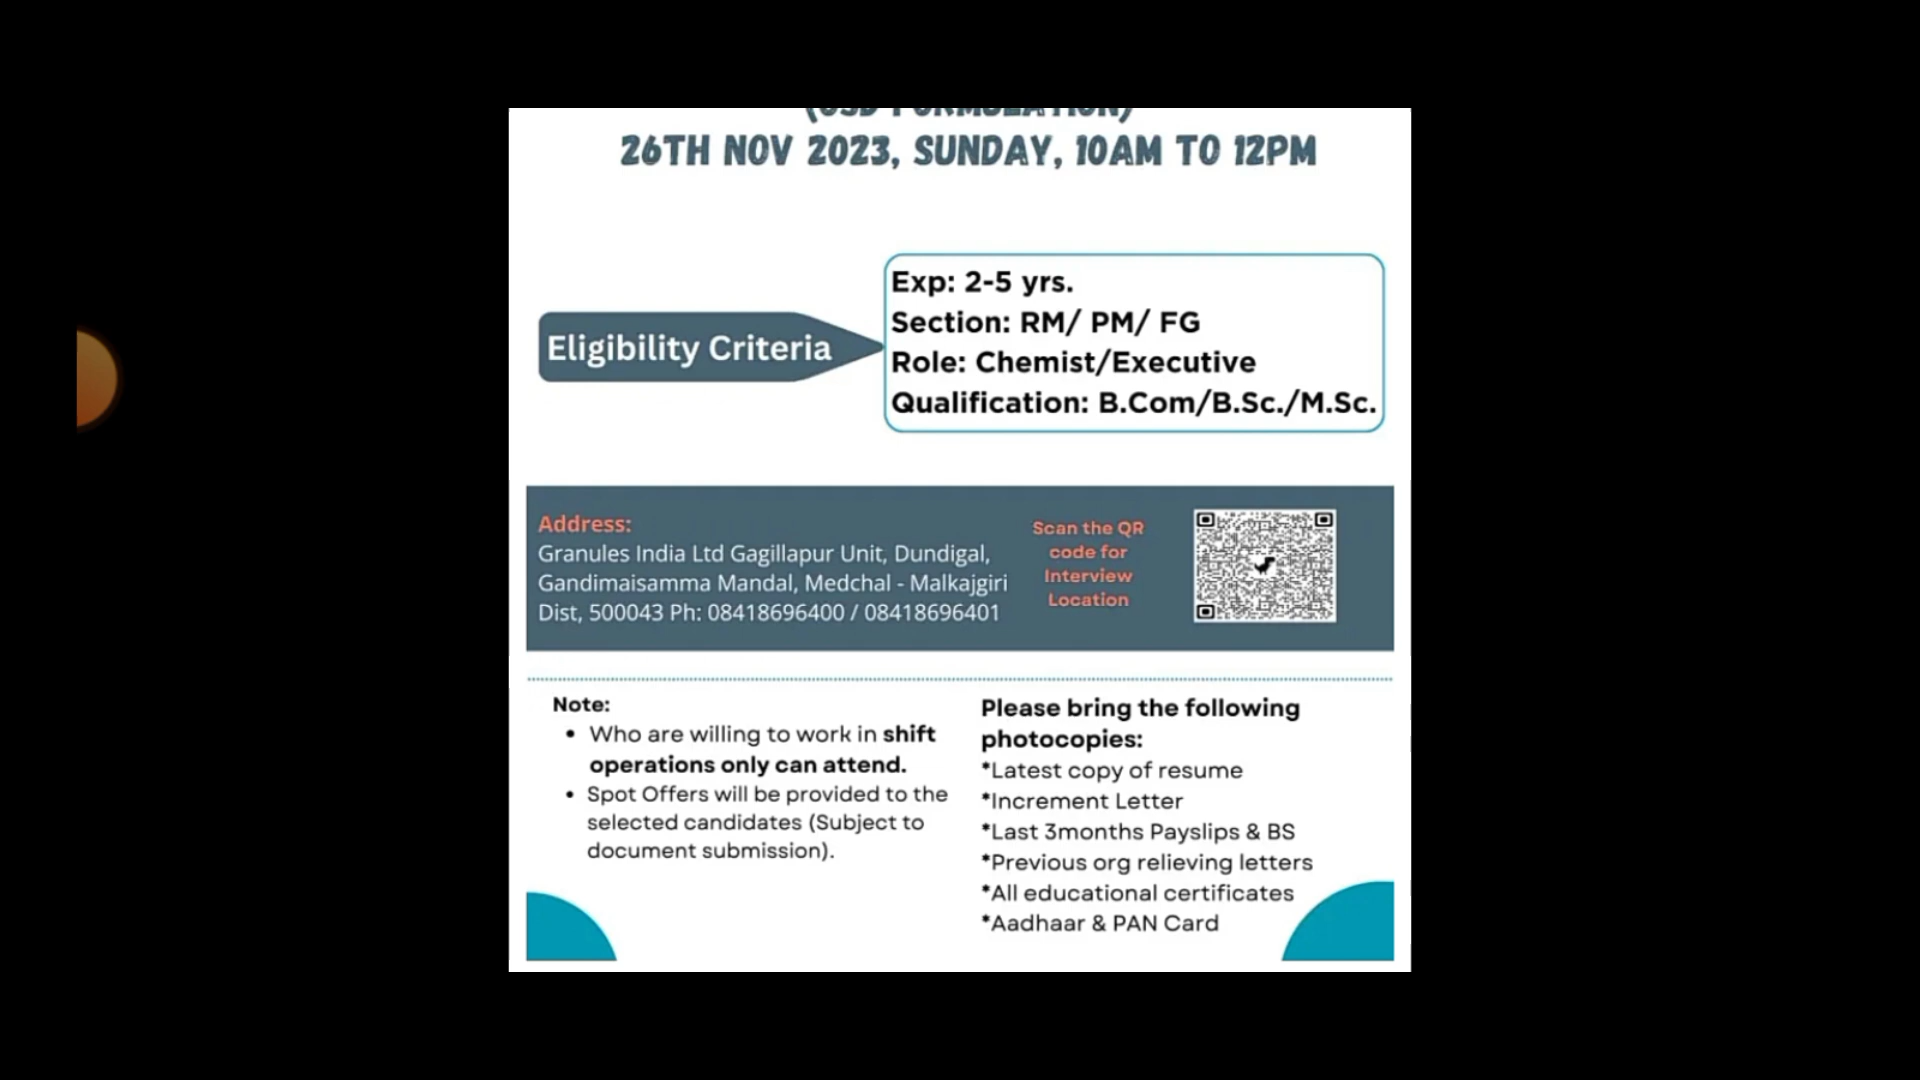 26TH NOV 2023, SUNDAY, 10AM TO 12PM
Eligibility Criteria
Exp: 2-5 yrs.
Section: RM/ PM/ FG
Role: Chemist/Executive
Qualification: B.Com/B.Sc./M.Sc.
Address:
Granules India Ltd Gagillapur Unit, Dundigal,
Gandimaisamma Mandal, Medchal - Malkajgiri
Dist, 500043 Ph: 08418696400 / 08418696401
Scan the QR
code for
Interview
Location
Note:
• Who are willing to work in shift
operations only can attend.
• Spot Offers will be provided to the
selected candidates (Subject to
document submission).
Please bring the following
photocopies:
*Latest copy of resume
*Increment Letter
*Last 3months Payslips & BS
*Previous org relieving letters
*All educational certificates
*Aadhaar & PAN Card